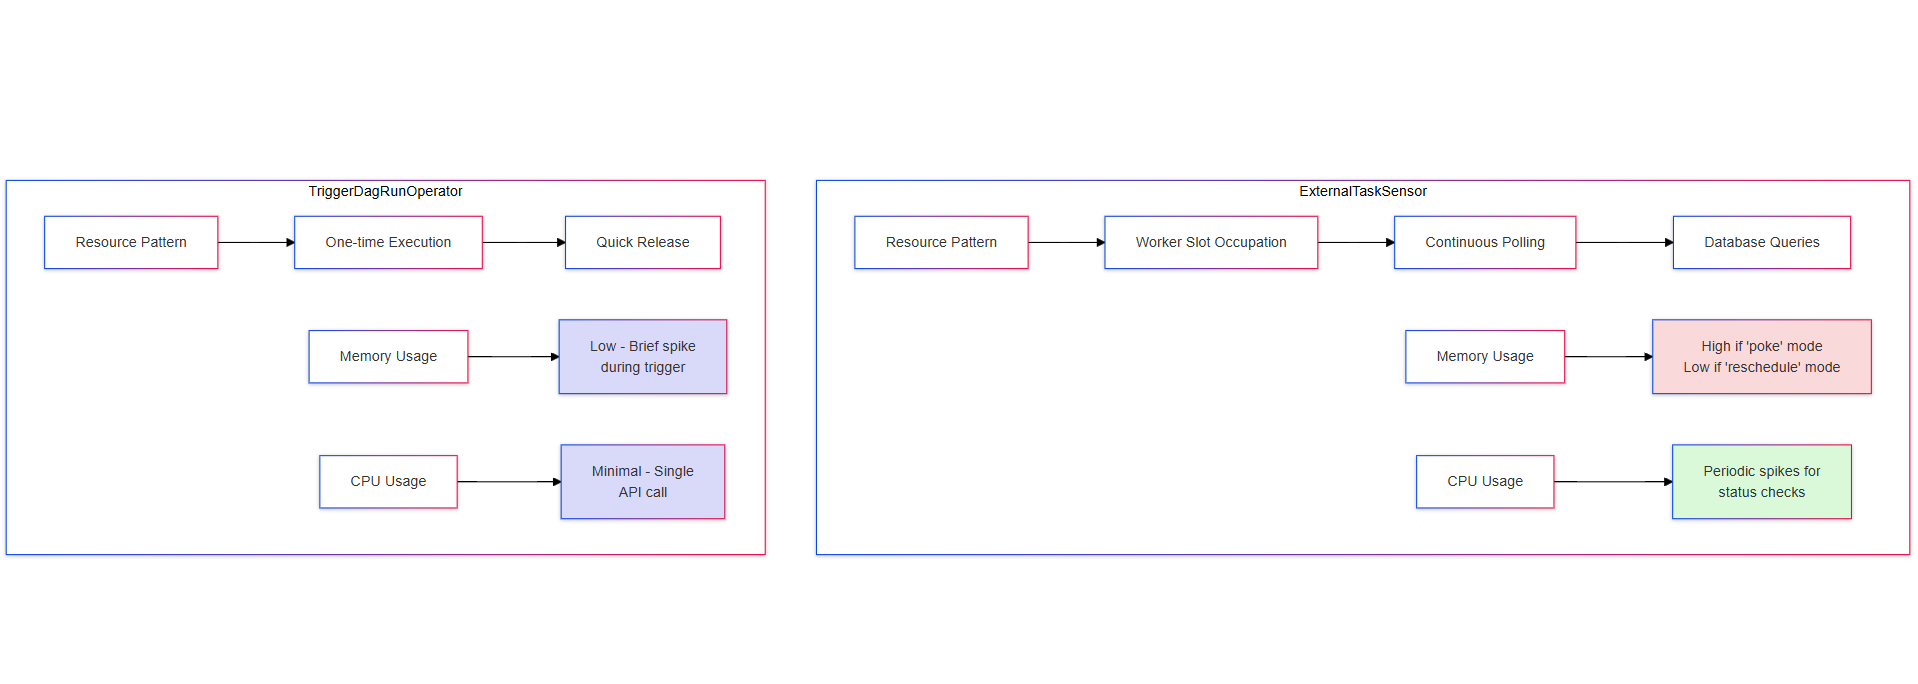 TriggerDagRunOperator
Resource Pattern
One-time Execution
Quick Release
Memory Usage
Low - Brief spike
during trigger
CPU Usage
Minimal - Single
API call
ExternalTaskSensor
Resource Pattern
Worker Slot Occupation
Continuous Polling
Database Queries
Memory Usage
High if 'poke' mode
Low if 'reschedule' mode
CPU Usage
Periodic spikes for
status checks